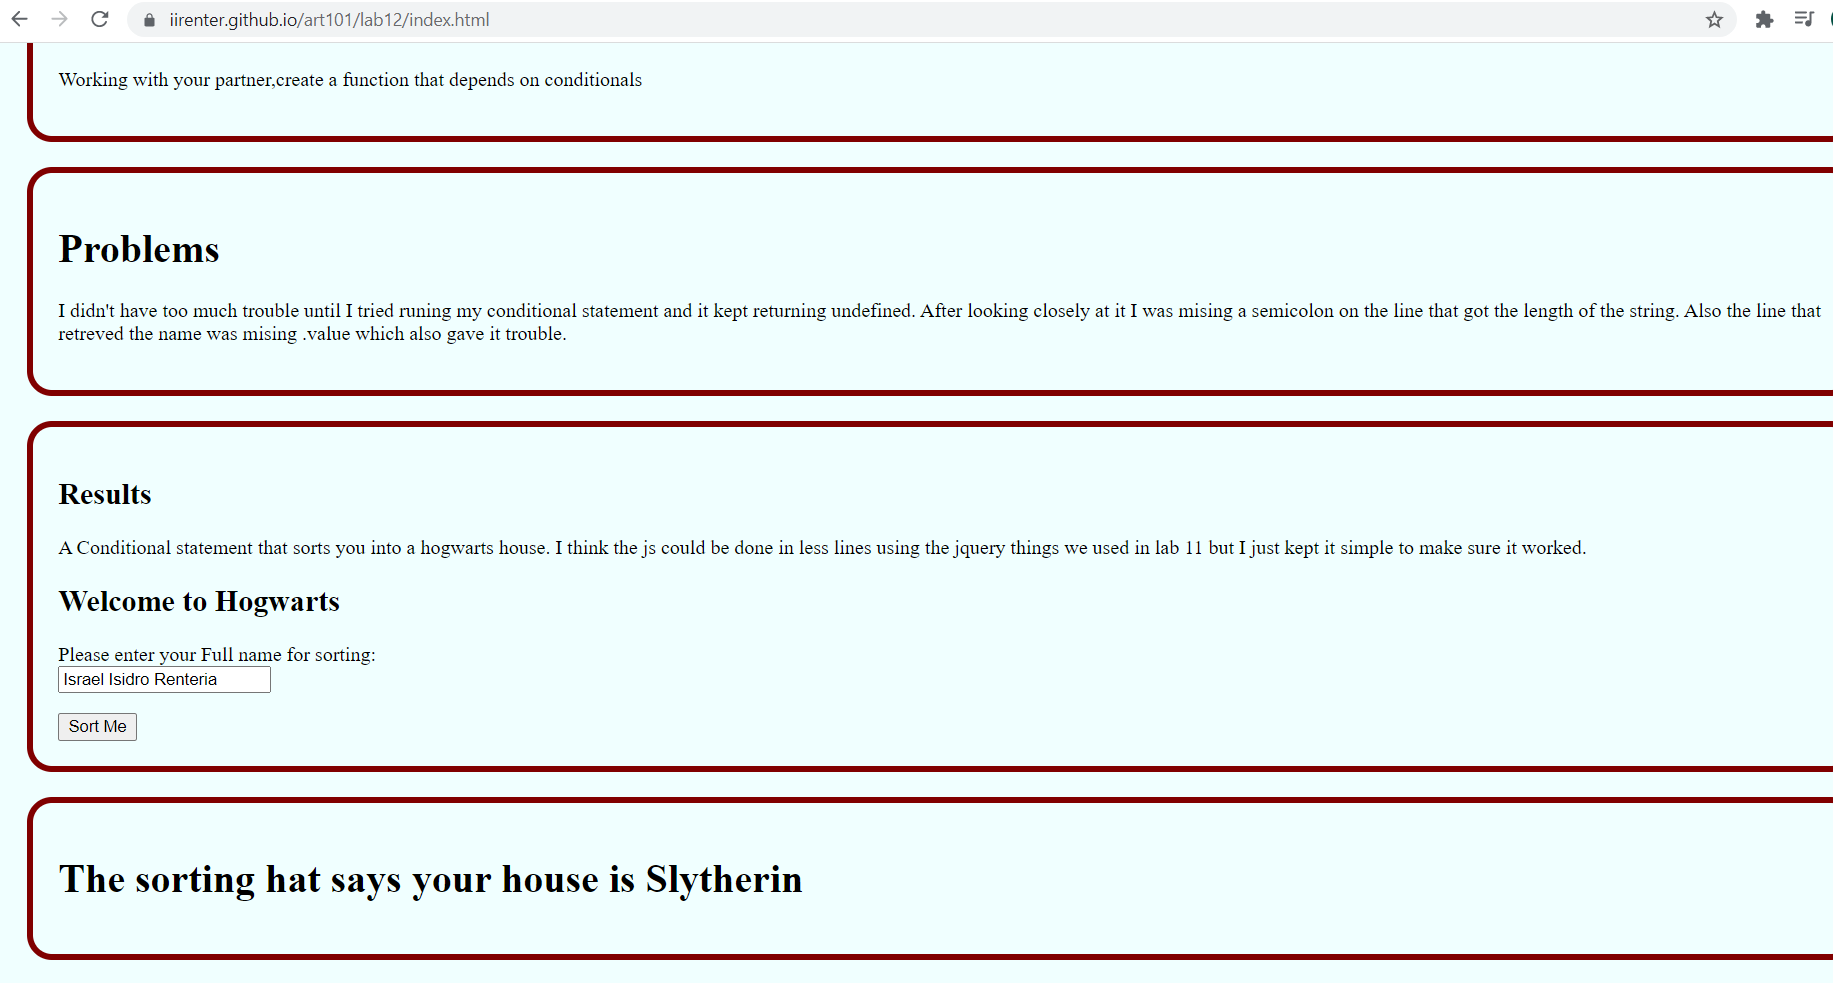 iirenter.github.io/art101/lab12/index.html
Working with your partner,create a function that depends on conditionals
Problems
I didn't have too much trouble until I tried runing my conditional statement and it kept returning undefined. After looking closely at it I was mising a semicolon on the line that got the length of the string. Also the line that
retreved the name was mising .value which also gave it trouble.
Results
A Conditional statement that sorts you into a hogwarts house. I think the js could be done in less lines using the jquery things we used in lab 11 but I just kept it simple to make sure it worked.
Welcome to Hogwarts
Please enter your Full name for sorting:
Israel Isidro Renteria
Sort Me
The sorting hat says your house is Slytherin